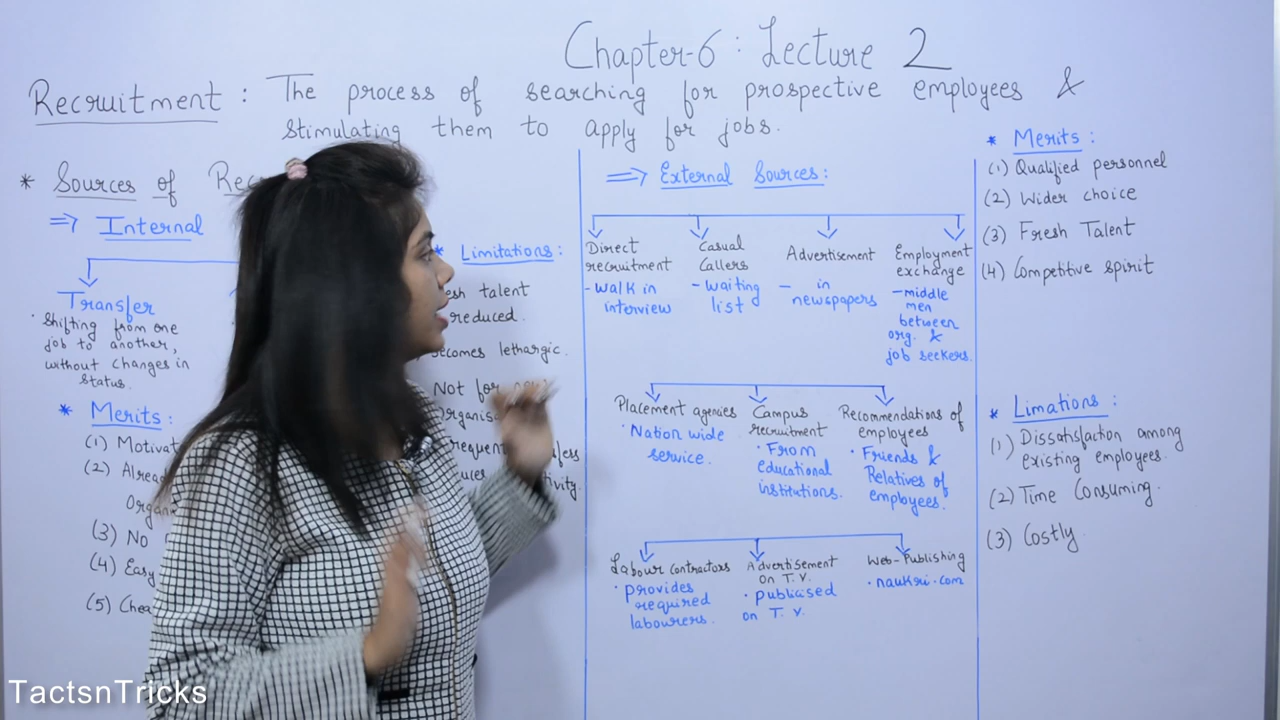 Chapter-6 : Lecture 2
Recruitment : The process of searching for prospective employees &
stimulating them to apply for jobs.
* Sources of
⇒ Internal
Transfer
· Shifting from one
job to another,
without changes in
status.
* Merits :
(1)
(2)
(3) No
(4) Easy
(5)
* Limitations :
talent
reduced.
becomes lethargic.
Not for
⇒ External Sources :
Direct
recruitment
- Walk in
interview
Casual
Callers
- Waiting
list
Advertisement
- in
newspapers
Employment
exchange
- middle
men
between
org. &
job seekers.
Placement agencies
· Nation wide
service.
Campus
recruitment
· From
educational
institutions.
Recommendations of
employees
· Friends &
Relatives of
employees.
Labour contractors
· provides
required
labourers.
Advertisement
on T.V.
· publiased
on T.V.
Web-Publishing
· naukri.com
* Merits :
(1) Qualified personnel
(2) Wider choice
(3) Fresh Talent
(4) Competitive spirit
* Limations :
(1) Dissatisfaction among
existing employees.
(2) Time Consuming.
(3) Costly
TactsnTricks